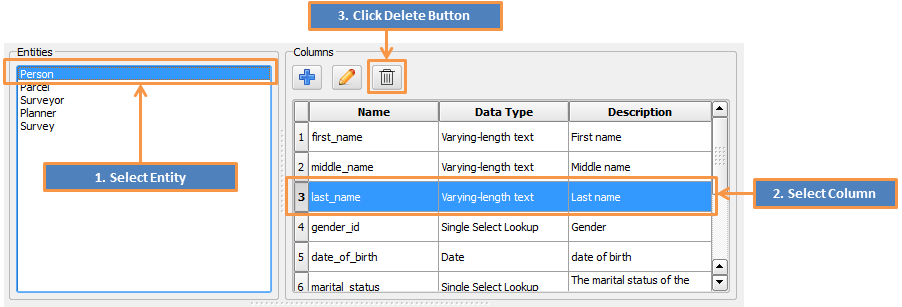 3. Click Delete Button
Entities
Person
Parcel
Surveyor
Planner
Survey
1. Select Entity
Columns
Name Data Type Description
1 first_name Varying-length text First name
2 middle_name Varying-length text Middle name
3 last_name Varying-length text Last name
4 gender_id Single Select Lookup Gender
5 date_of_birth Date date of birth
6 marital_status Single Select Lookup The marital status of the
2. Select Column